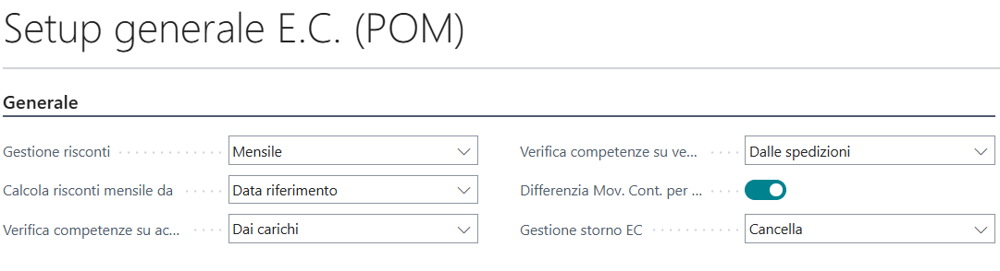 Setup generale E.C. (POM)
Generale
Gestione risconti Mensile
Calcola risconti mensile da Data riferimento
Verifica competenze su ac... Dai carichi
Verifica competenze su ve... Dalle spedizioni
Differenzia Mov. Cont. per ...
Gestione storno EC Cancella